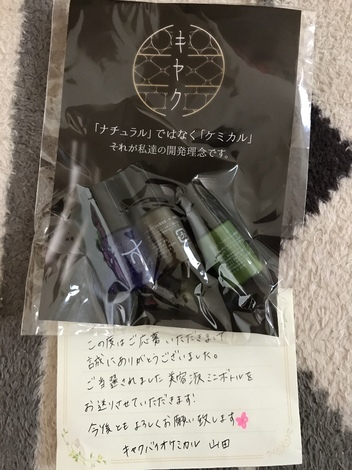 キヤク
「ナチュラル」ではなく「ケミカル」
それが私達の開発理念です。
この度はご応募いただきまして
誠にありがとうございました。
ご当選されました美容液ミニボトルを
お送りさせていただきます!
今後ともよろしくお願い致します
キャクバイオケミカル 山田